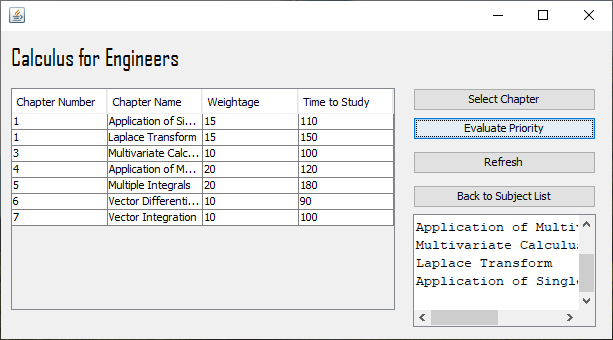 Calculus for Engineers
Chapter Number Chapter Name Weightage Time to Study
1 Application of Si... 15 110
1 Laplace Transform 15 150
3 Multivariate Calc... 10 100
4 Application of M... 20 120
5 Multiple Integrals 20 180
6 Vector Differenti... 10 90
7 Vector Integration 10 100
Select Chapter
Evaluate Priority
Refresh
Back to Subject List
Application of Multiv
Multivariate Calculus
Laplace Transform
Application of Single